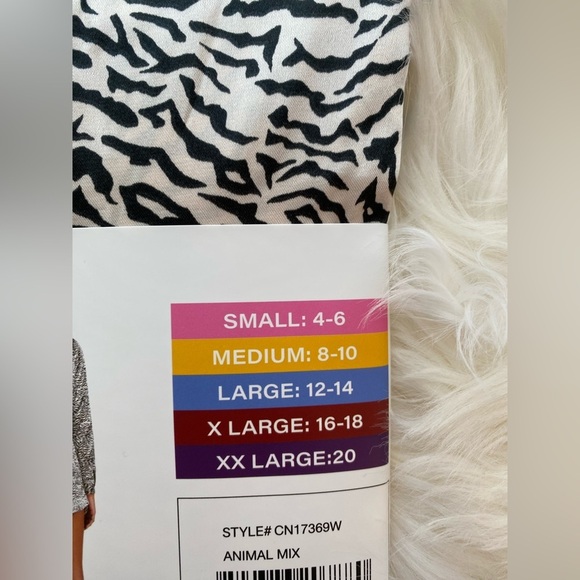 SMALL: 4-6
MEDIUM: 8-10
LARGE: 12-14
X LARGE: 16-18
XX LARGE:20
STYLE# CN17369W
ANIMAL MIX